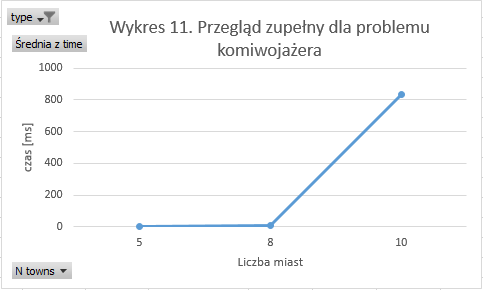 type
Średnia z time
Wykres 11. Przegląd zupełny dla problemu
komiwojażera
1000
800
600
400
200
0
czas [ms]
5 8 10
Liczba miast
N towns